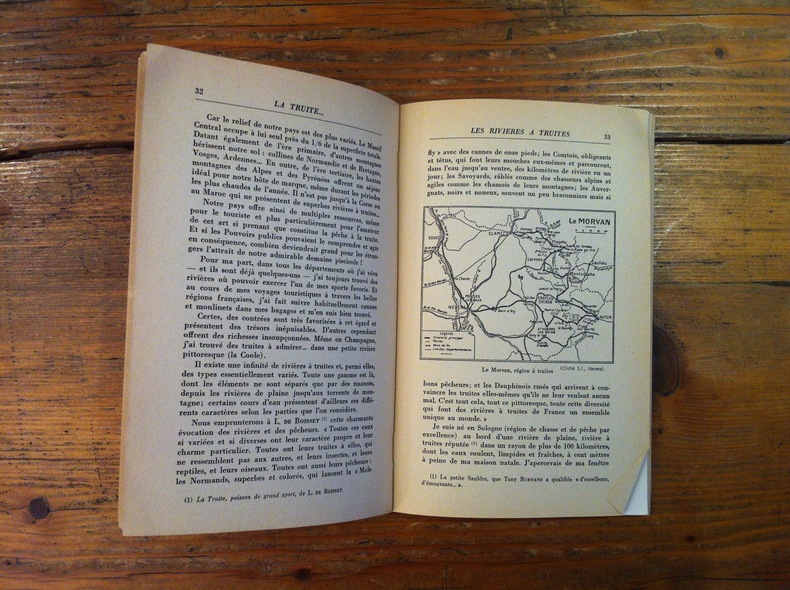 32
LA TRUITE...
Car le relief de notre pays est des plus variés. Le Massif
Central occupe à lui seul près du 1/6 de la superficie totale.
Datant également de l'ère primaire, d'autres montagnes
hérissent notre sol : collines de Normandie et de Bretagne,
Vosges, Ardennes... En outre, de l'ère tertiaire, les hautes
montagnes des Alpes et des Pyrénées offrent un séjour
idéal pour notre hôte de marque, même durant les périodes
les plus chaudes de l'année. Il n'est pas jusqu'à la Corse ou
au Maroc qui ne présentent de superbes rivières à truites...
Notre pays offre ainsi de multiples ressources, même
pour le touriste et plus particulièrement pour l'amateur
de cet art si prenant que constitue la pêche à la truite.
Et si les Pouvoirs publics pouvaient le comprendre et agir
en conséquence, combien deviendrait grand pour les étran-
gers l'attrait de notre admirable domaine piscicole !
Pour ma part, dans tous les départements où j'ai vécu
— et ils sont déjà quelques-uns — j'ai toujours trouvé des
rivières où pouvoir exercer l'un de mes sports favoris. Et
au cours de mes voyages touristiques à travers les belles
régions françaises, j'ai fait suivre habituellement cannes
et moulinets dans mes bagages et m'en suis bien trouvé.
Certes, des contrées sont très favorisées à cet égard et
présentent des trésors inépuisables. D'autres cependant
offrent des richesses insoupçonnées. Même en Champagne,
j'ai trouvé des truites à admirer... dans une petite rivière
pittoresque (la Coole).
Il existe une infinité de rivières à truites et, parmi elles,
des types essentiellement variés. Toute une gamme est là,
dont les éléments ne sont séparés que par des nuances,
depuis les rivières de plaine jusqu'aux torrents de mon-
tagne ; certains cours d'eau présentent d'ailleurs ces diffé-
rents caractères selon les parties que l'on considère.
Nous emprunterons à L. DE BOISSET (1) cette charmante
évocation des rivières et des pêcheurs. « Toutes ces eaux
si variées et si diverses ont leur caractère propre et leur
charme particulier. Toutes ont leurs truites à elles, qui
ne ressemblent pas aux autres, et leurs insectes, et leurs
reptiles, et leurs oiseaux. Toutes ont aussi leurs pêcheurs :
les Normands, superbes et colorés, qui lancent la « Mole
(1) La Truite, poisson de grand sport, de L. DE BOISSET.
LES RIVIERES A TRUITES
33
fly » avec des cannes de onze pieds; les Comtois, obligeants
et têtus, qui font leurs mouches eux-mêmes et parcourent,
dans l'eau jusqu'au ventre, des kilomètres de rivière en un
jour; les Savoyards, râblés comme des chasseurs alpins et
agiles comme les chamois de leurs montagnes; les Auver-
gnats, noirs et noueux, souvent un peu braconniers mais si
Le MORVAN
NEVERS
Légende
Le Morvan, région à truites
(Cliché S.I., Nevers).
bons pêcheurs; et les Dauphinois rusés qui arrivent à con-
vaincre les truites elles-mêmes qu'ils ne leur veulent aucun
mal. C'est tout cela, tout ce pittoresque, toute cette diversité
qui font des rivières à truites de France un ensemble
unique au monde. »
Je suis né en Sologne (région de chasse et de pêche par
excellence) au bord d'une rivière de plaine, rivière à
truites réputée (1) dans un rayon de plus de 100 kilomètres,
dont les eaux coulent, limpides et fraîches, à cent mètres
à peine de ma maison natale. J'apercevais de ma fenêtre
(1) La petite Sauldre, que Tony BURNAND a qualifiée « d'excellente,
d'émouvante... ».